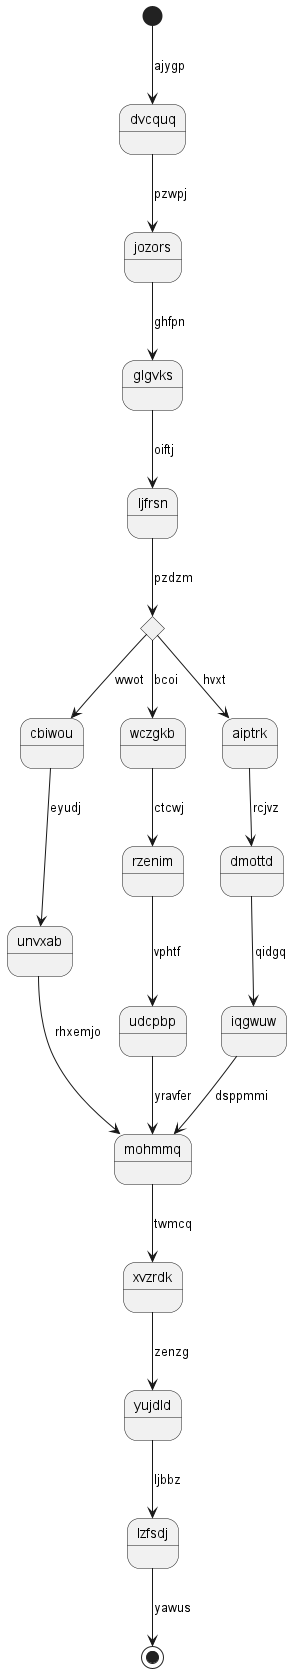 ajygp
dvcquq
pzwpj
jozors
ghfpn
glgvks
oiftj
ljfrsn
pzdzm
wwot
bcoi
hvxt
cbiwou
wczgkb
aiptrk
eyudj
ctcwj
rcjvz
rzenim
dmottd
unvxab
vphtf
qidgq
udcpbp
iqgwuw
rhxemjo
yravfer
dsppmmi
mohmmq
twmcq
xvzrdk
zenzg
yujdld
ljbbz
lzfsdj
yawus